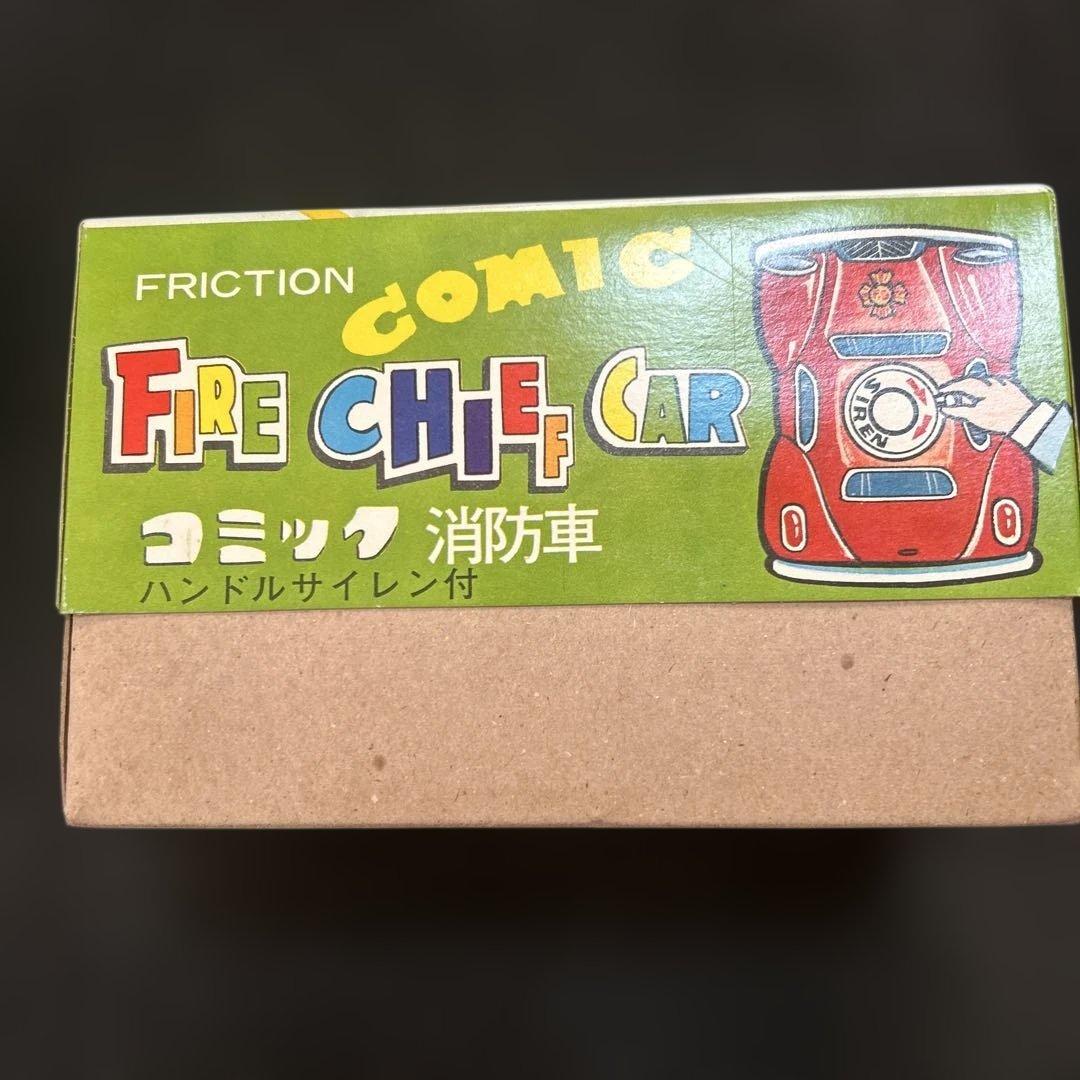 FRICTION
COMIC
FIRE CHIEF CAR
コミック 消防車
ハンドルサイレン付
SIREN